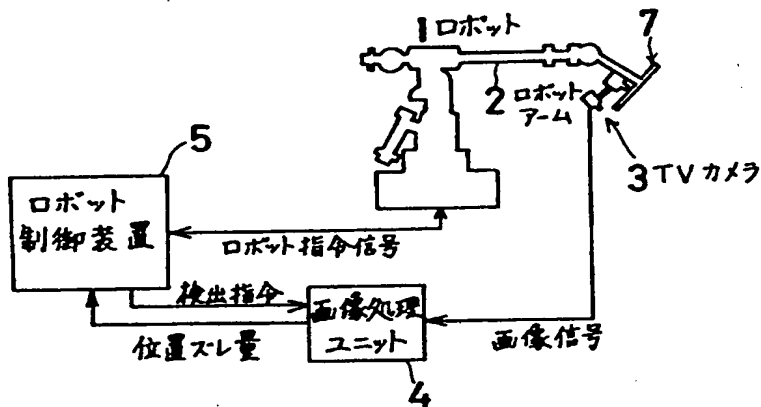 1 ロボット
7
2 ロボット
アーム
3 TVカメラ
5
ロボット
制御装置
ロボット指令信号
検出指令
位置ズレ量
画像処理
ユニット
画像信号
4